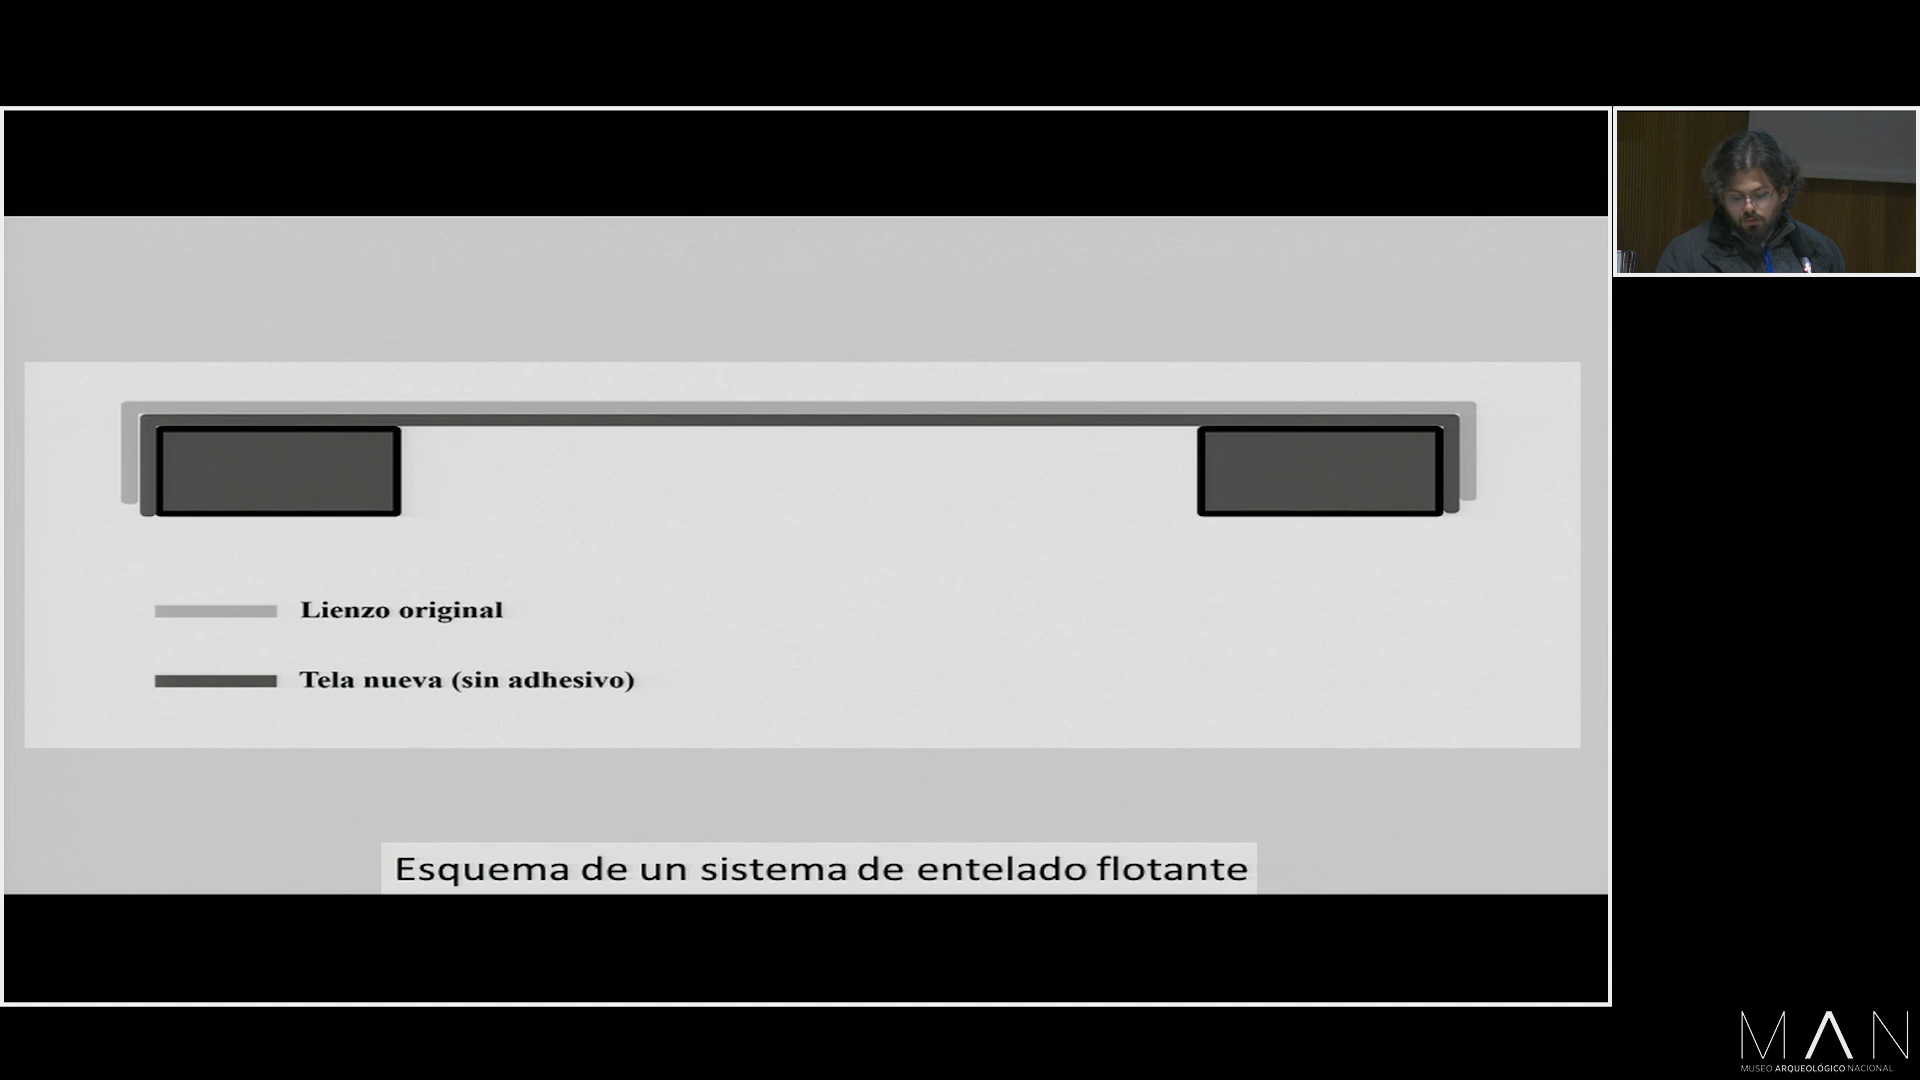 Lienzo original
Tela nueva (sin adhesivo)
Esquema de un sistema de entelado flotante
MAN
MUSEO ARQUEOLÓGICO NACIONAL